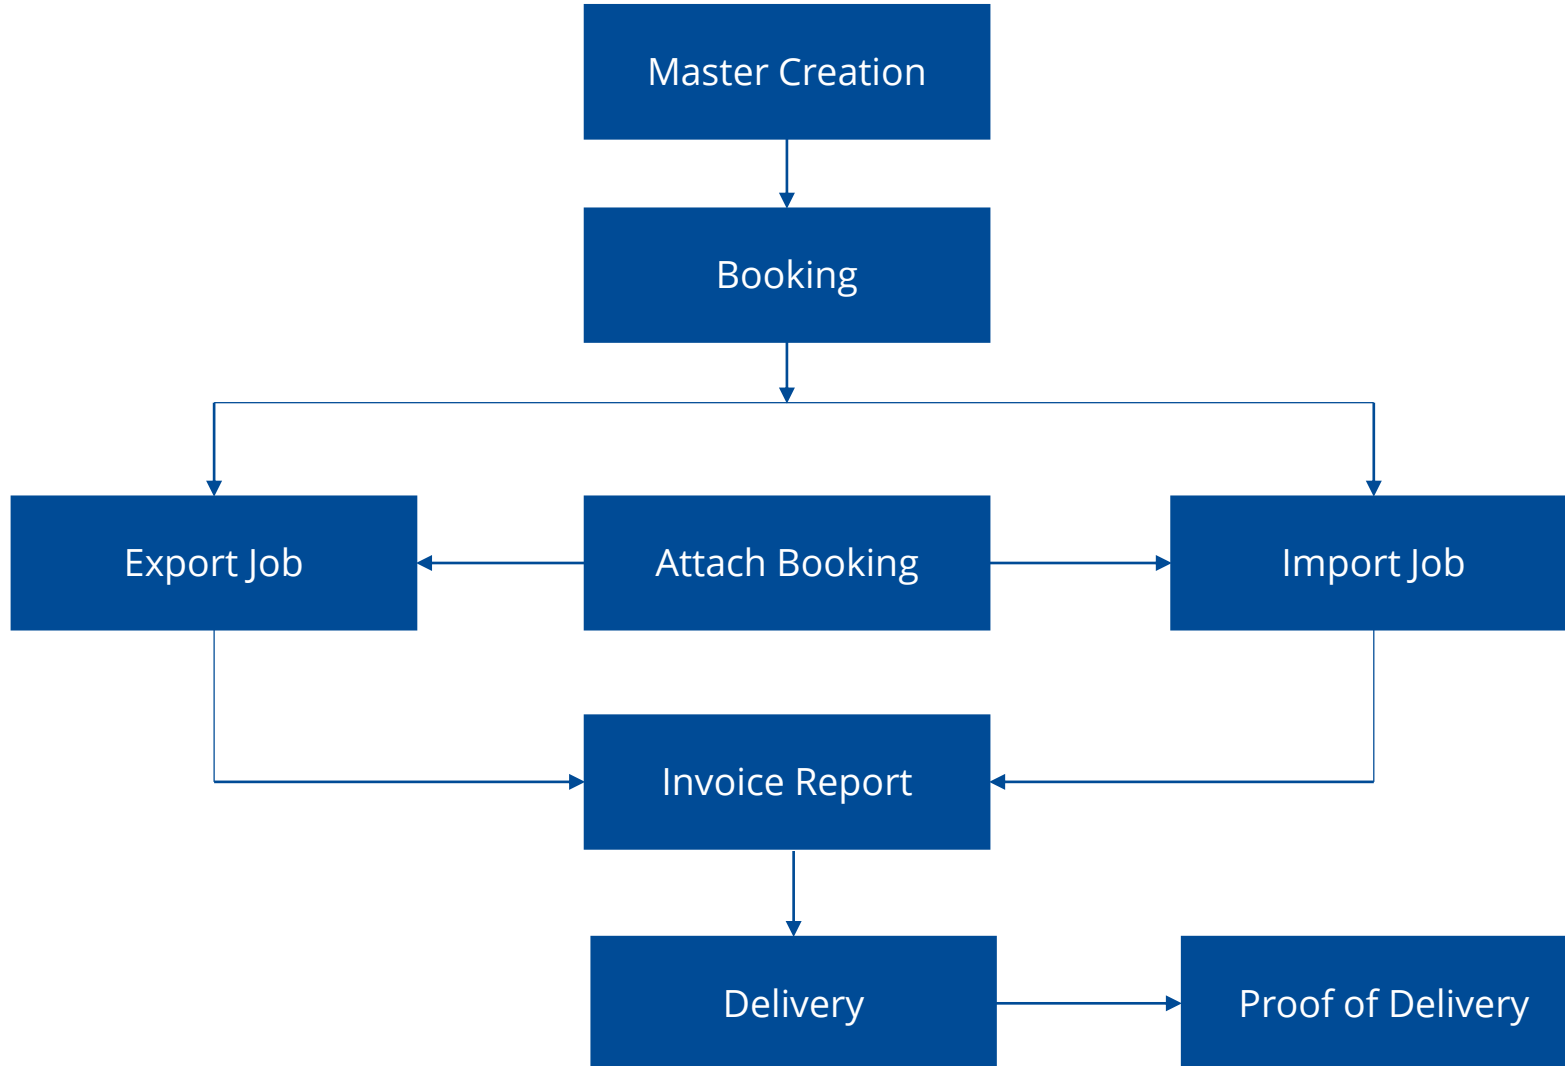 Master Creation
Booking
Export Job
Attach Booking
Import Job
Invoice Report
Delivery
Proof of Delivery